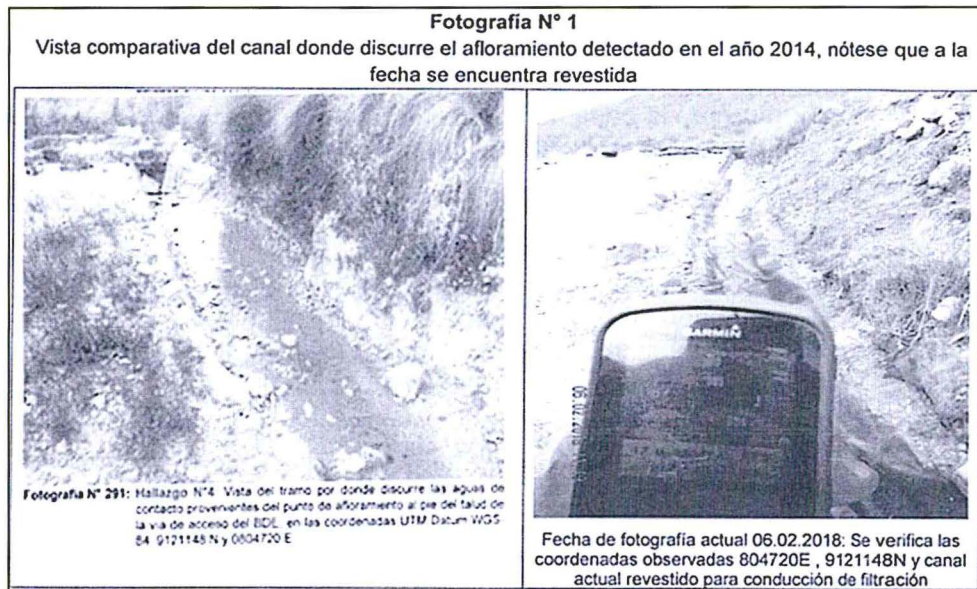 Fotografía N° 1
Vista comparativa del canal donde discurre el afloramiento detectado en el año 2014, nótese que a la
fecha se encuentra revestida
Fotografía N° 291: Hallazgo N°4. Vista del tramo por donde discurre las aguas de
contacto provenientes del punto de afloramiento al pie del talud de
la vía de acceso del BDE, en las coordenadas UTM Datum WGS-
84 9121148 N y 0804720 E
GARMIN
Fecha de fotografía actual 06.02.2018: Se verifica las
coordenadas observadas 804720E , 9121148N y canal
actual revestido para conducción de filtración